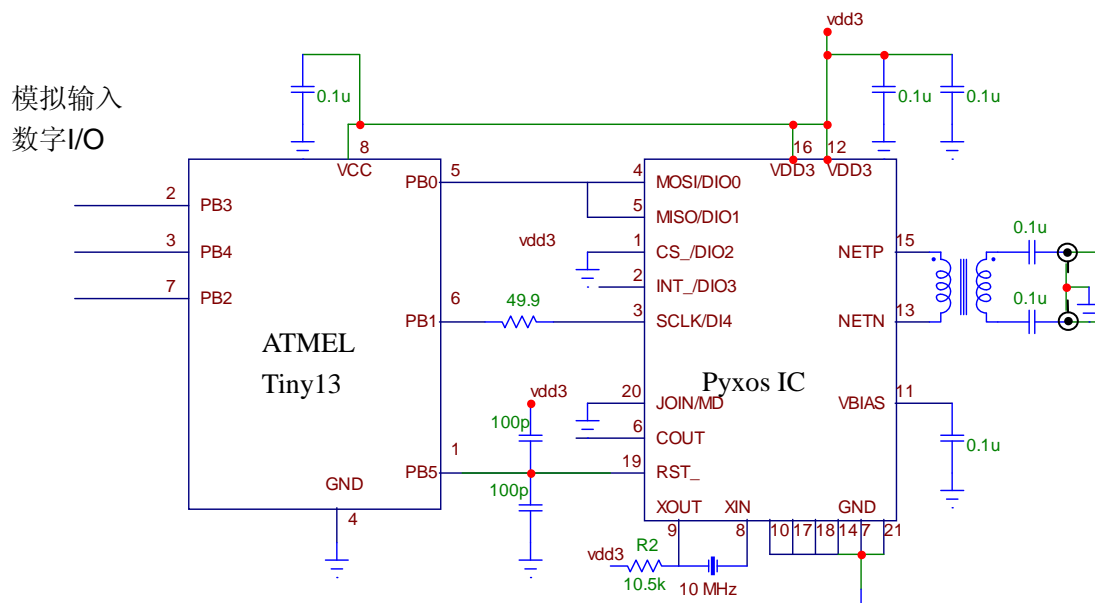 vdd3
模拟输入
数字I/O
0.1u
0.1u
0.1u
8
VCC
16
12
VDD3
VDD3
2
PB3
3
PB4
7
PB2
5
PB0
6
PB1
1
PB5
ATMEL
Tiny13
GND
4
49.9
vdd3
vdd3
100p
100p
4
MOSI/DIO0
5
MISO/DIO1
1
CS_/DIO2
2
INT_/DIO3
3
SCLK/DI4
20
JOIN/MD
6
COUT
19
RST_
Pyxos IC
15
NETP
13
NETN
11
VBIAS
0.1u
0.1u
0.1u
XOUT
XIN
GND
9
8
10
17
18
14
7
21
vdd3
R2
10.5k
10 MHz